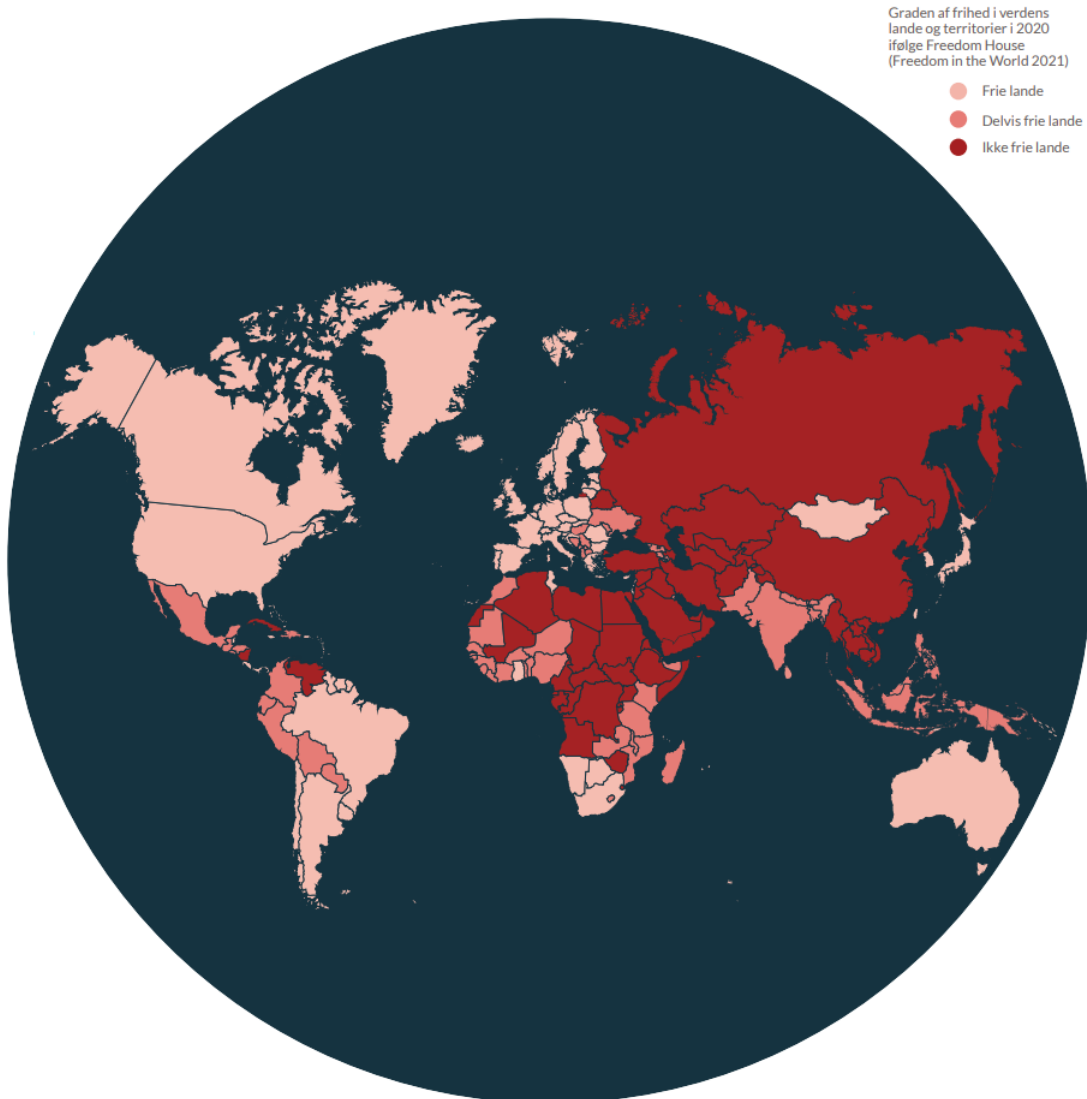 Graden af frihed i verdens
lande og territorier i 2020
ifølge Freedom House
(Freedom in the World 2021)
Frie lande
Delvis frie lande
Ikke frie lande